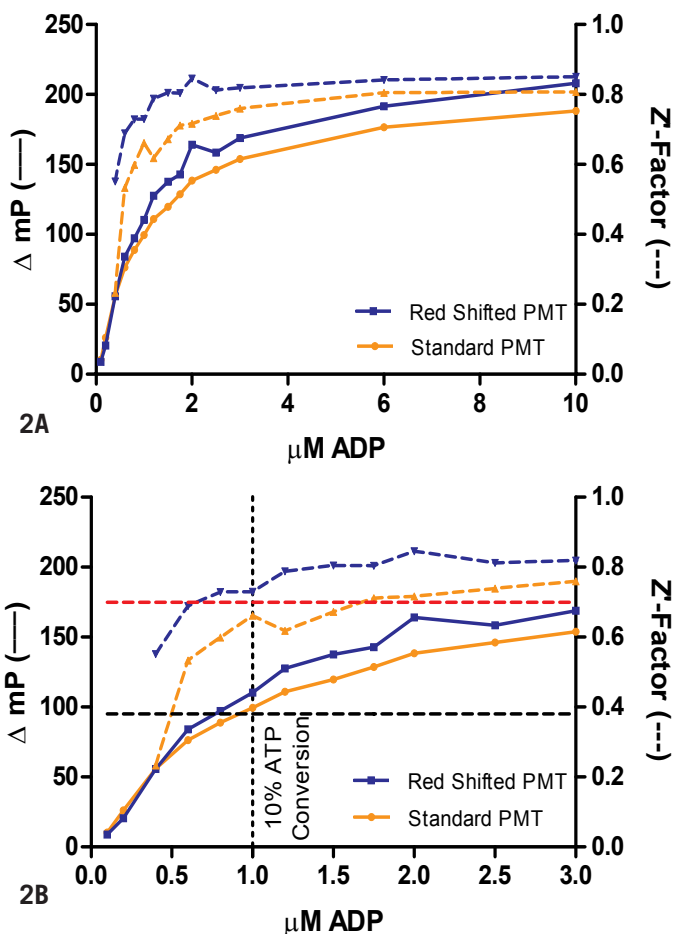 250
200
150
100
50
0
Δ mP (——)
1.0
0.8
0.6
0.4
0.2
0.0
Z'-Factor (---)
Red Shifted PMT
Standard PMT
0 2 4 6 8 10
2A
μM ADP
250
200
150
100
50
0
Δ mP (——)
1.0
0.8
0.6
0.4
0.2
0.0
Z'-Factor (---)
10% ATP
Conversion
Red Shifted PMT
Standard PMT
0.0 0.5 1.0 1.5 2.0 2.5 3.0
2B
μM ADP